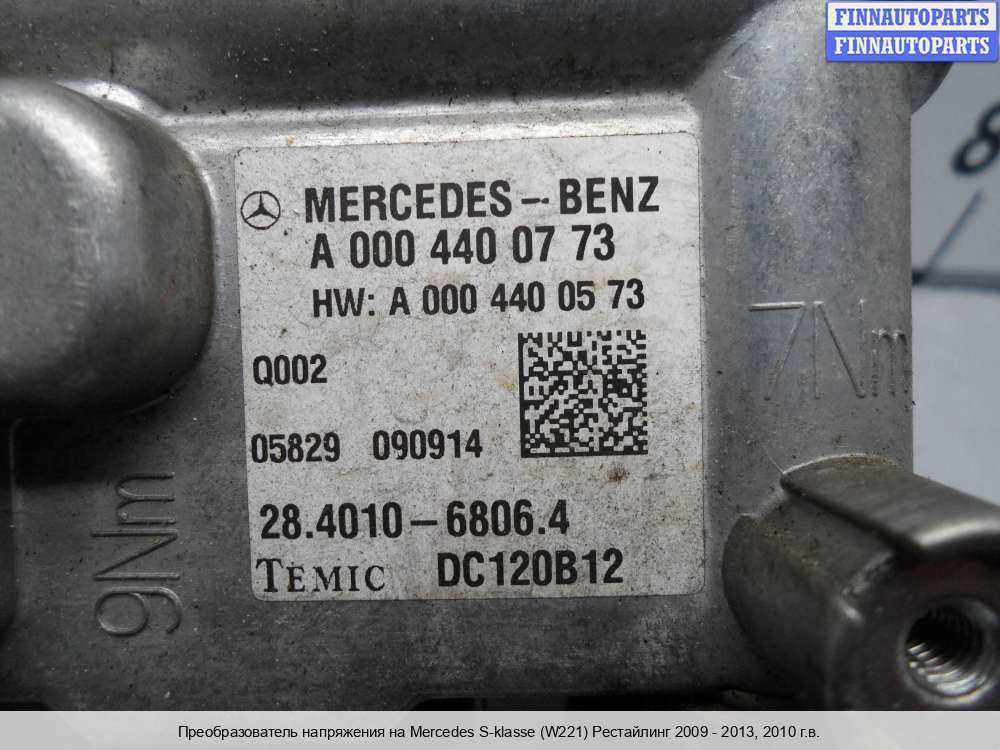 FINNAUTOPARTS
FINNAUTOPARTS
8
MERCEDES-BENZ
A 000 440 07 73
HW: A 000 440 05 73
7Nm
Q002
05829 090914
9Nm
28.4010-6806.4
TEMIC DC120B12
Преобразователь напряжения на Mercedes S-klasse (W221) Рестайлинг 2009 - 2013, 2010 г.в.